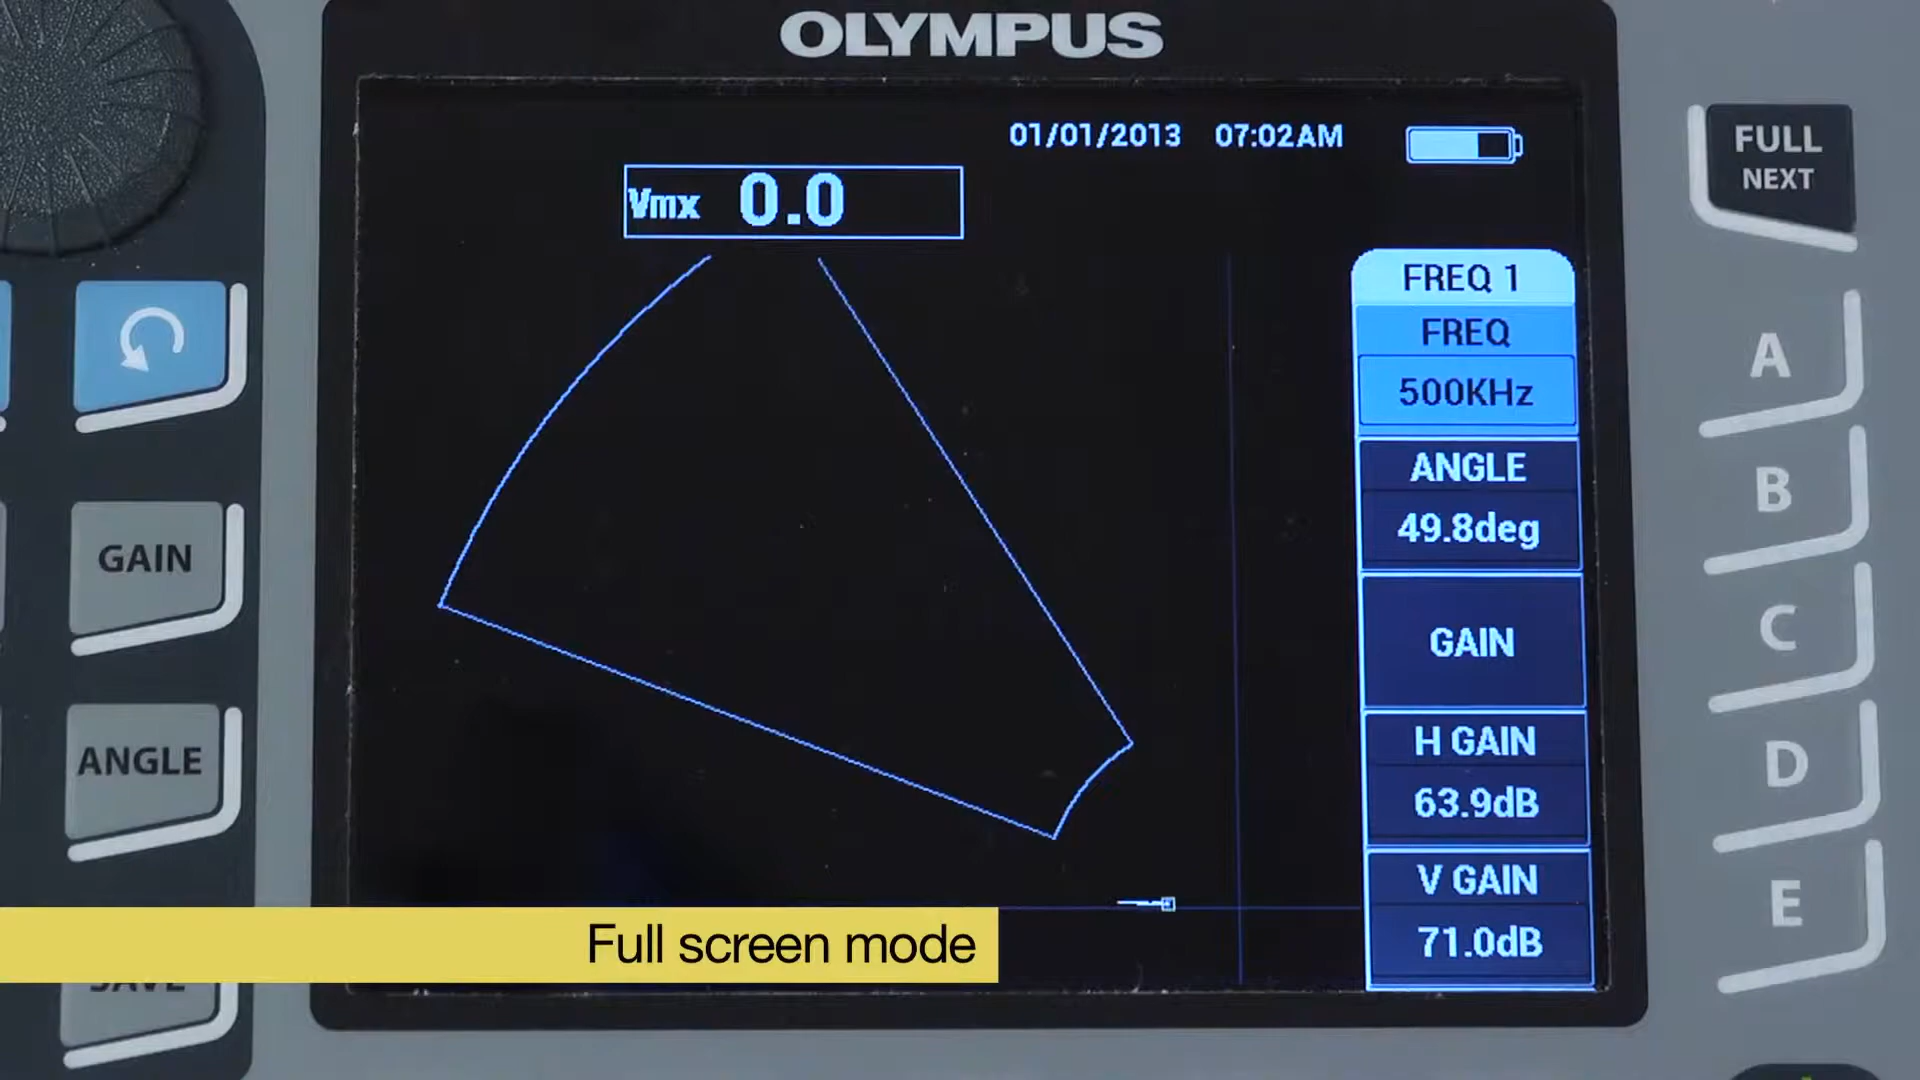 OLYMPUS
01/01/2013 07:02AM
Vmx 0.0
FULL
NEXT
FREQ 1
FREQ
500KHz
ANGLE
49.8deg
GAIN
H GAIN
63.9dB
V GAIN
71.0dB
A
B
C
D
E
GAIN
ANGLE
SAVE
Full screen mode